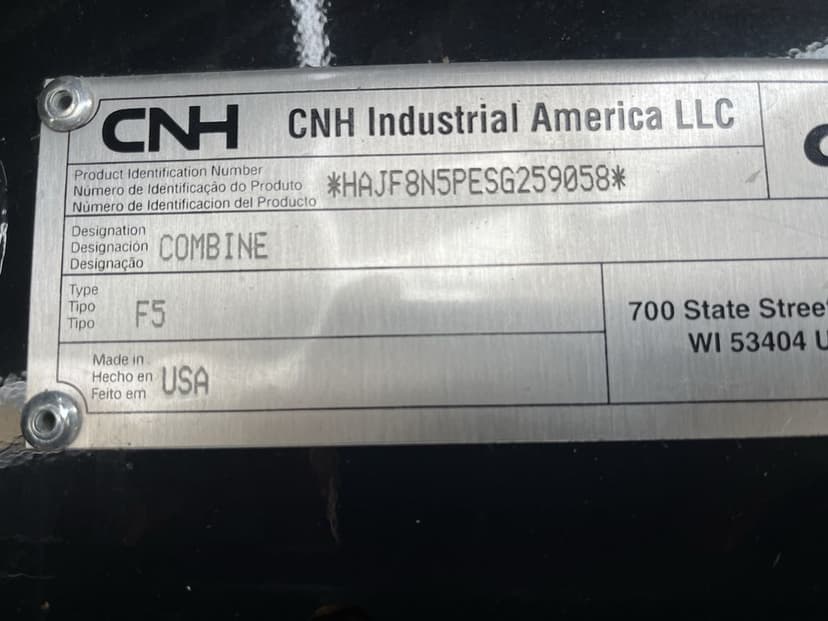 CNH CNH Industrial America LLC
Product Identification Number
Número de Identificação do Produto
Número de Identificacion del Producto
*HAJF8N5PESG259058*
Designation
Designación
Designação
COMBINE
Type
Tipo
Tipo
F5
Made in
Hecho en
Feito em
USA
700 State Street
WI 53404 U